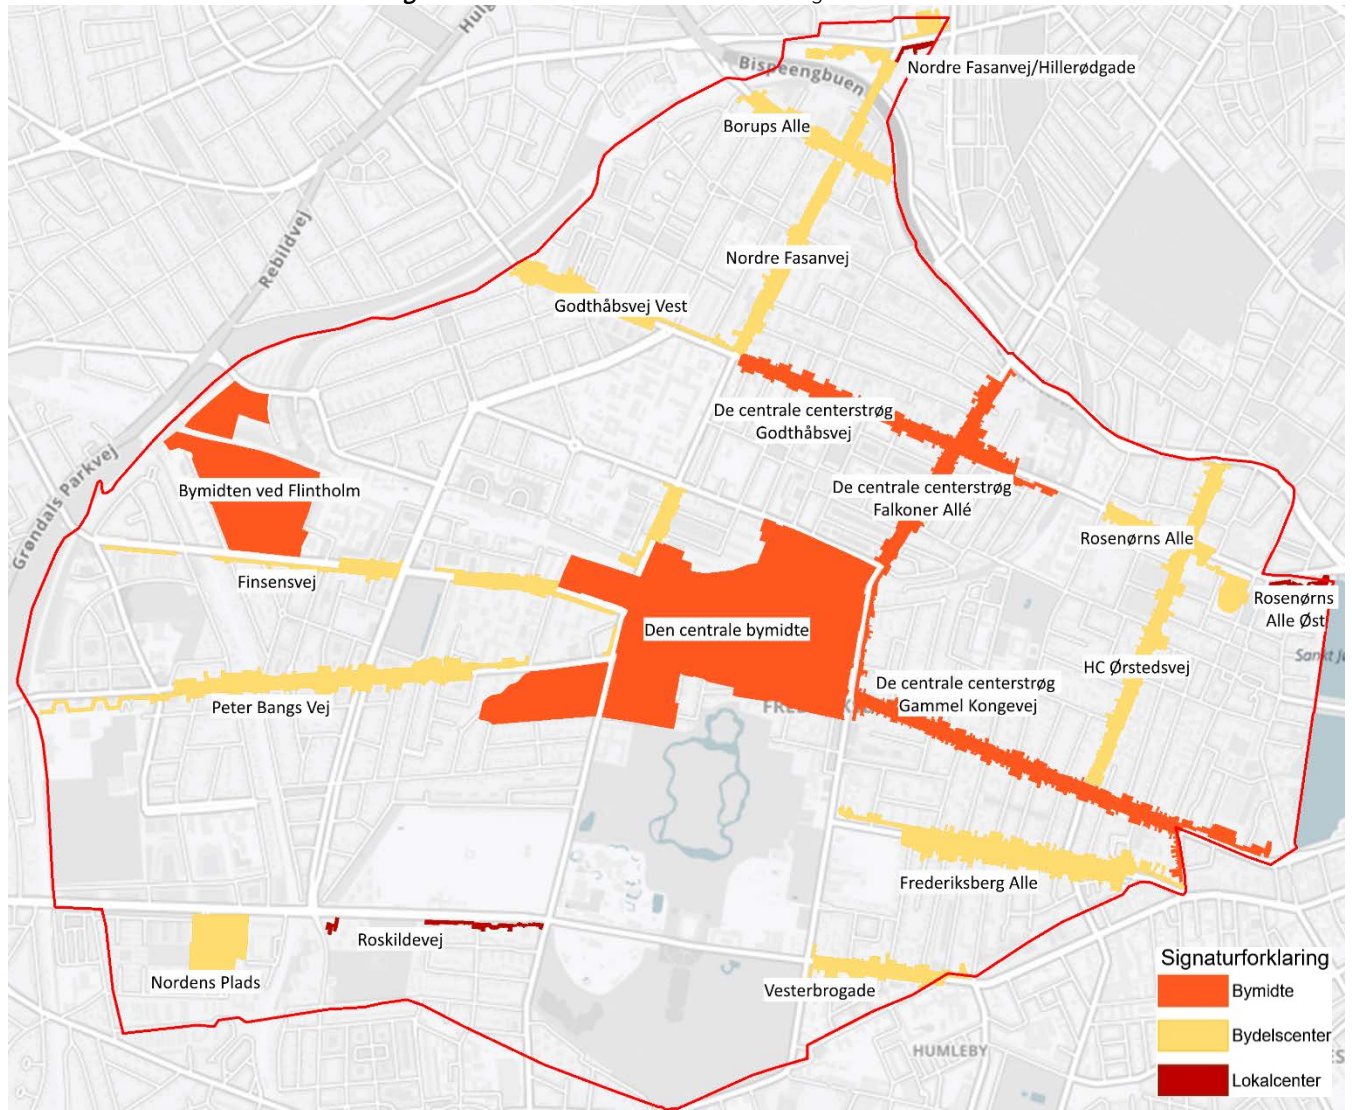 Bispeengbuen
Nordre Fasanvej/Hillerødgade
Borups Alle
Rebildvej
Nordre Fasanvej
Godthåbsvej Vest
De centrale centerstrøg
Godthåbsvej
Grøndals Parkvej
Bymidten ved Flintholm
De centrale centerstrøg
Falkoner Allé
Rosenørns Alle
Finsensvej
Rosenørns
Alle Øst
Den centrale bymidte
Sankt
HC Ørstedsvej
Peter Bangs Vej
De centrale centerstrøg
Gammel Kongevej
Frederiksberg Alle
Roskildevej
Nordens Plads
Vesterbrogade
HUMLEBY
Signaturforklaring
Bymidte
Bydelscenter
Lokalcenter